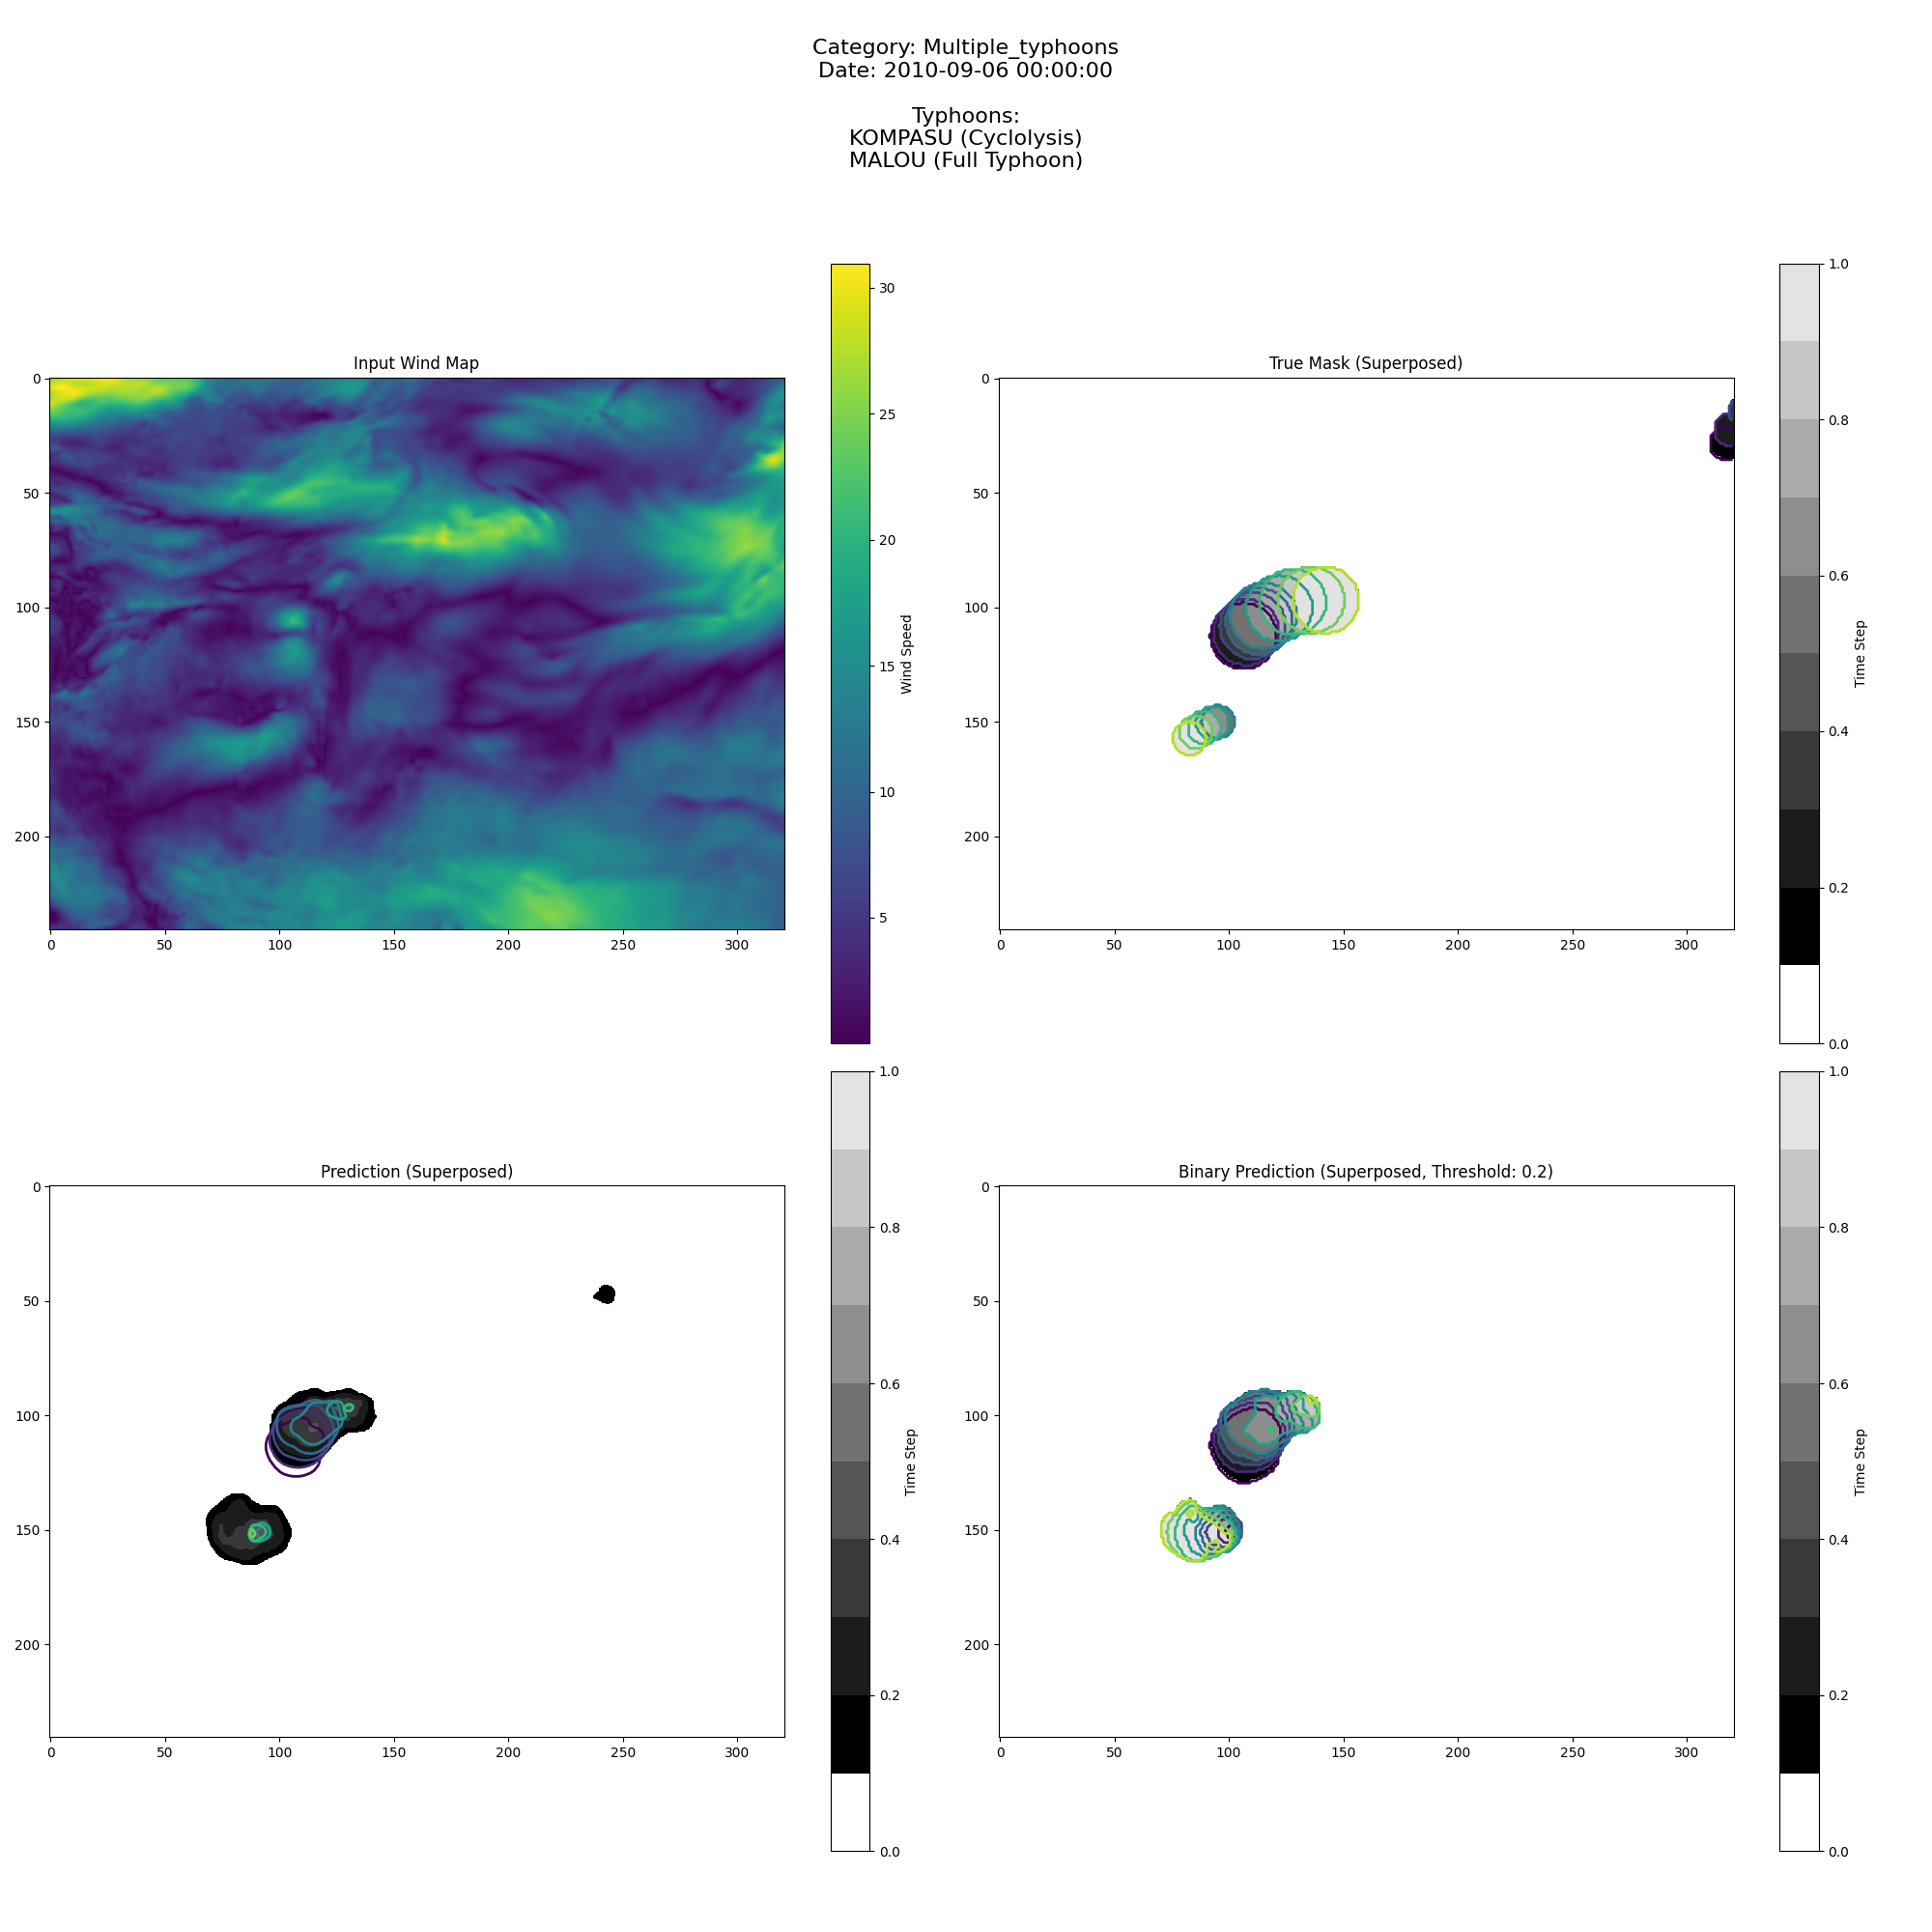 Category: Multiple_typhoons
Date: 2010-09-06 00:00:00
Typhoons:
KOMPASU (Cyclolysis)
MALOU (Full Typhoon)
Input Wind Map
0
50
100
150
200
0 50 100 150 200 250 300
30
25
20
15
10
5
Wind Speed
True Mask (Superposed)
0
50
100
150
200
0 50 100 150 200 250 300
1.0
0.8
0.6
0.4
0.2
0.0
Time Step
Prediction (Superposed)
0
50
100
150
200
0 50 100 150 200 250 300
1.0
0.8
0.6
0.4
0.2
0.0
Time Step
Binary Prediction (Superposed, Threshold: 0.2)
0
50
100
150
200
0 50 100 150 200 250 300
1.0
0.8
0.6
0.4
0.2
0.0
Time Step